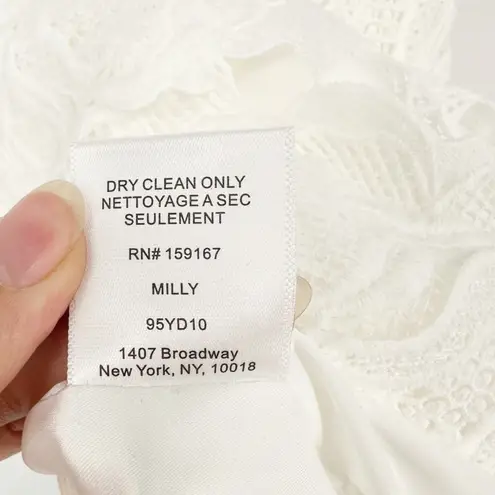 DRY CLEAN ONLY
NETTOYAGE A SEC
SEULEMENT
RN# 159167
MILLY
95YD10
1407 Broadway
New York, NY, 10018